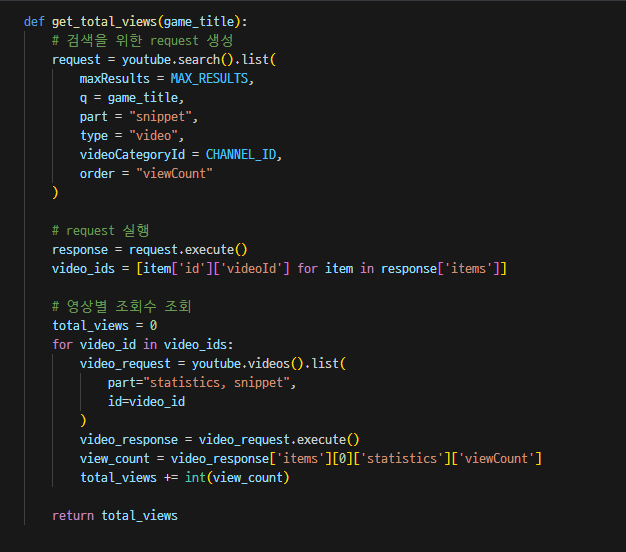 def get_total_views(game_title):
    # 검색을 위한 request 생성
    request = youtube.search().list(
        maxResults = MAX_RESULTS,
        q = game_title,
        part = "snippet",
        type = "video",
        videoCategoryId = CHANNEL_ID,
        order = "viewCount"
    )

    # request 실행
    response = request.execute()
    video_ids = [item['id']['videoId'] for item in response['items']]

    # 영상별 조회수 조회
    total_views = 0
    for video_id in video_ids:
        video_request = youtube.videos().list(
            part="statistics, snippet",
            id=video_id
        )
        video_response = video_request.execute()
        view_count = video_response['items'][0]['statistics']['viewCount']
        total_views += int(view_count)

    return total_views